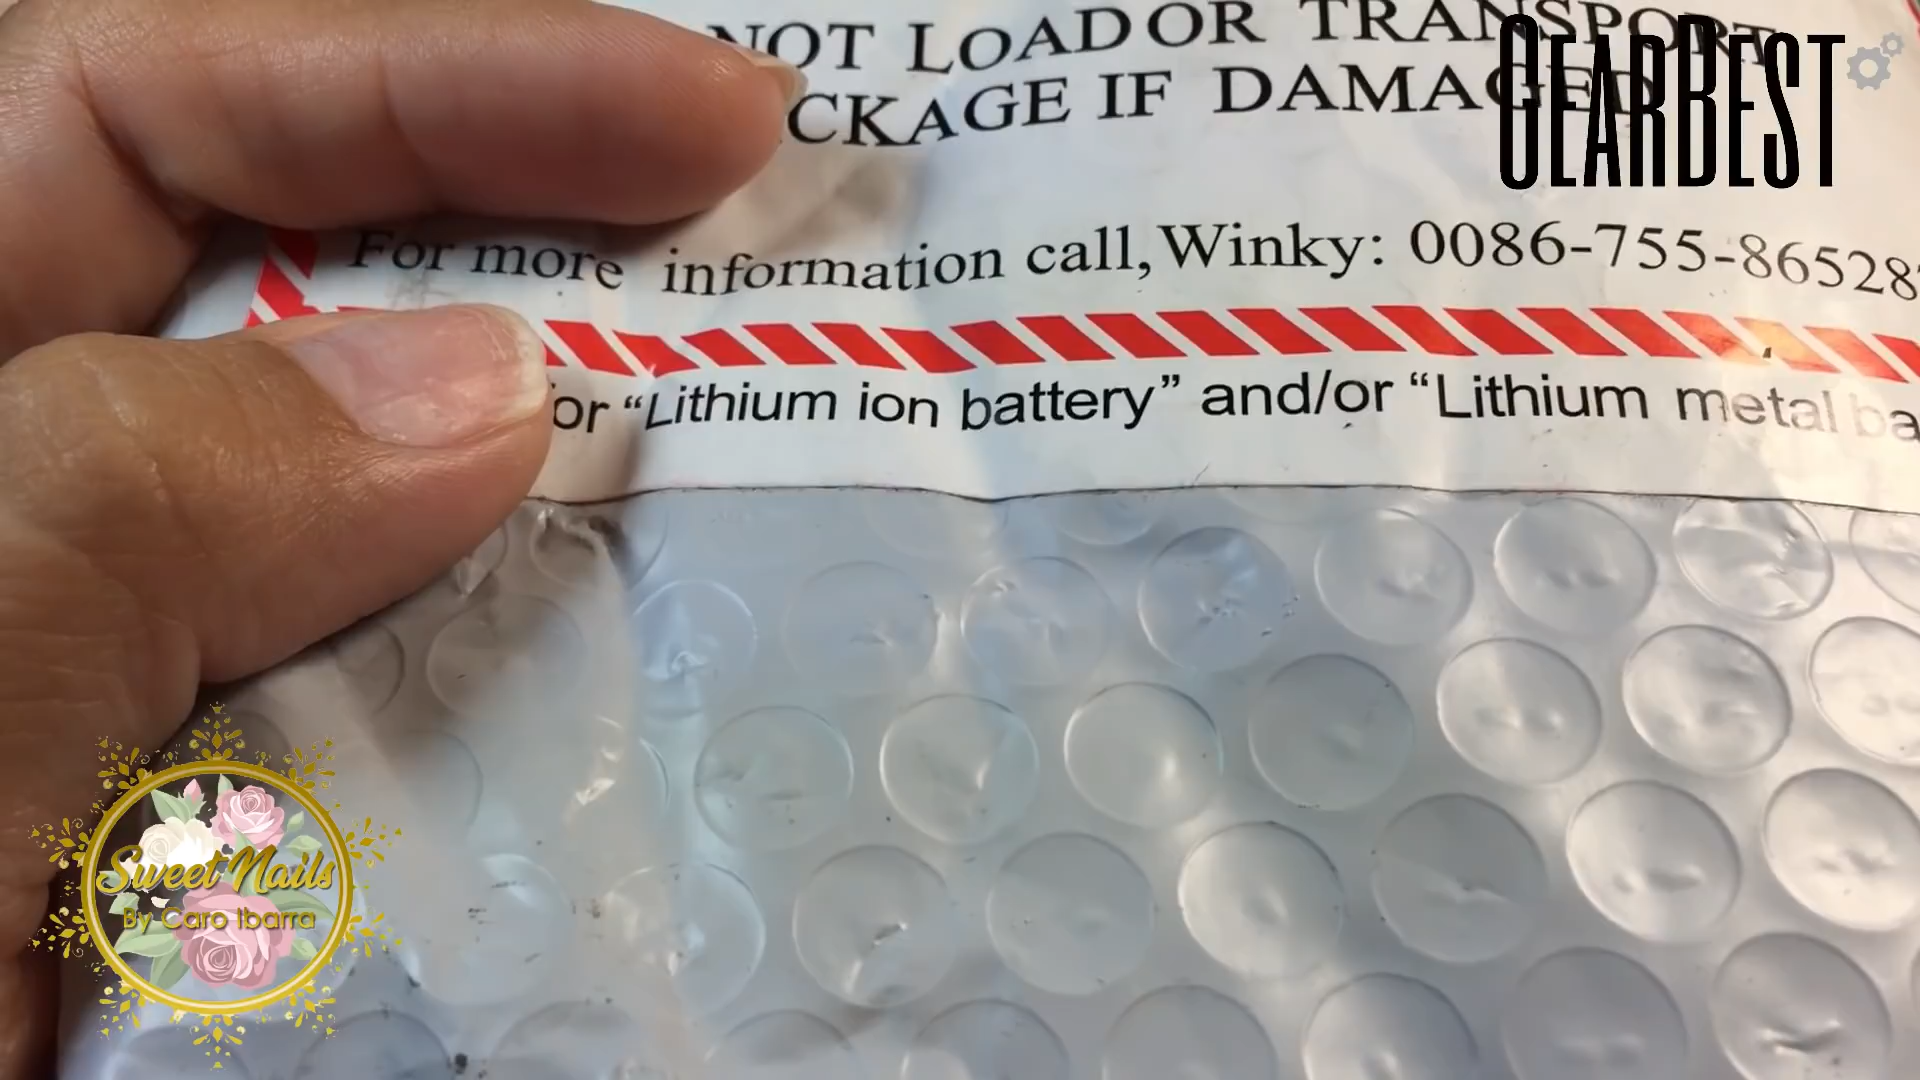 NOT LOAD OR TRANSPORT
CKAGE IF DAMAGED
GEARBEST
For more information call, Winky: 0086-755-86528
or “Lithium ion battery” and/or “Lithium metal ba
Sweet Nails
By Caro Ibarra